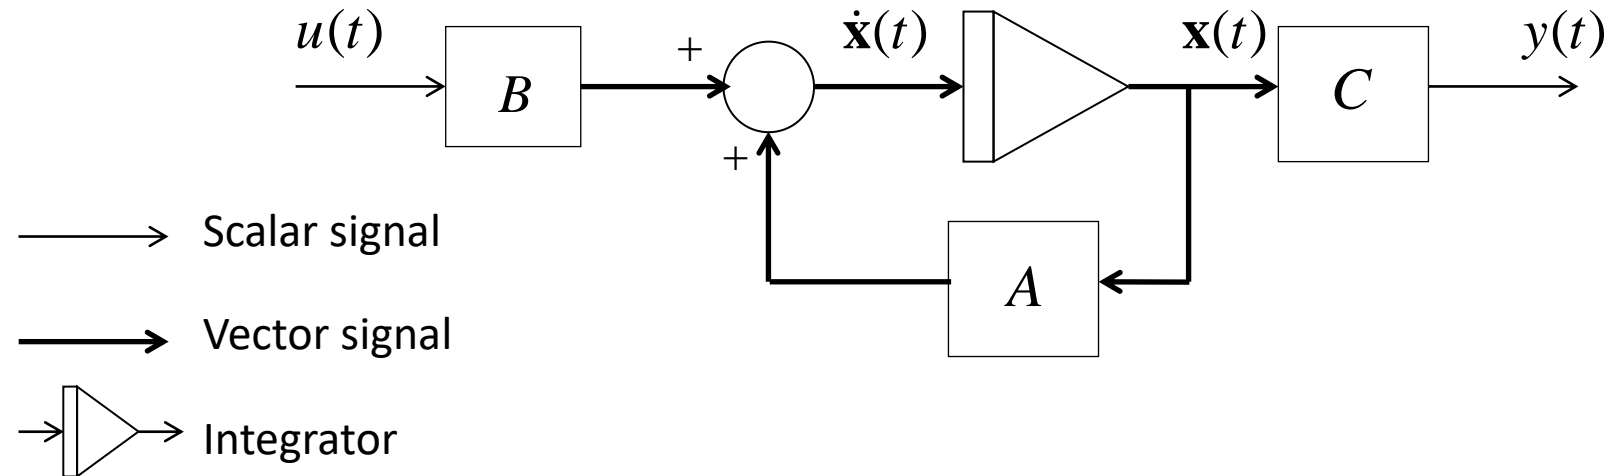 u(t)
B
+
ẋ(t)
x(t)
C
y(t)
+
A
Scalar signal
Vector signal
Integrator